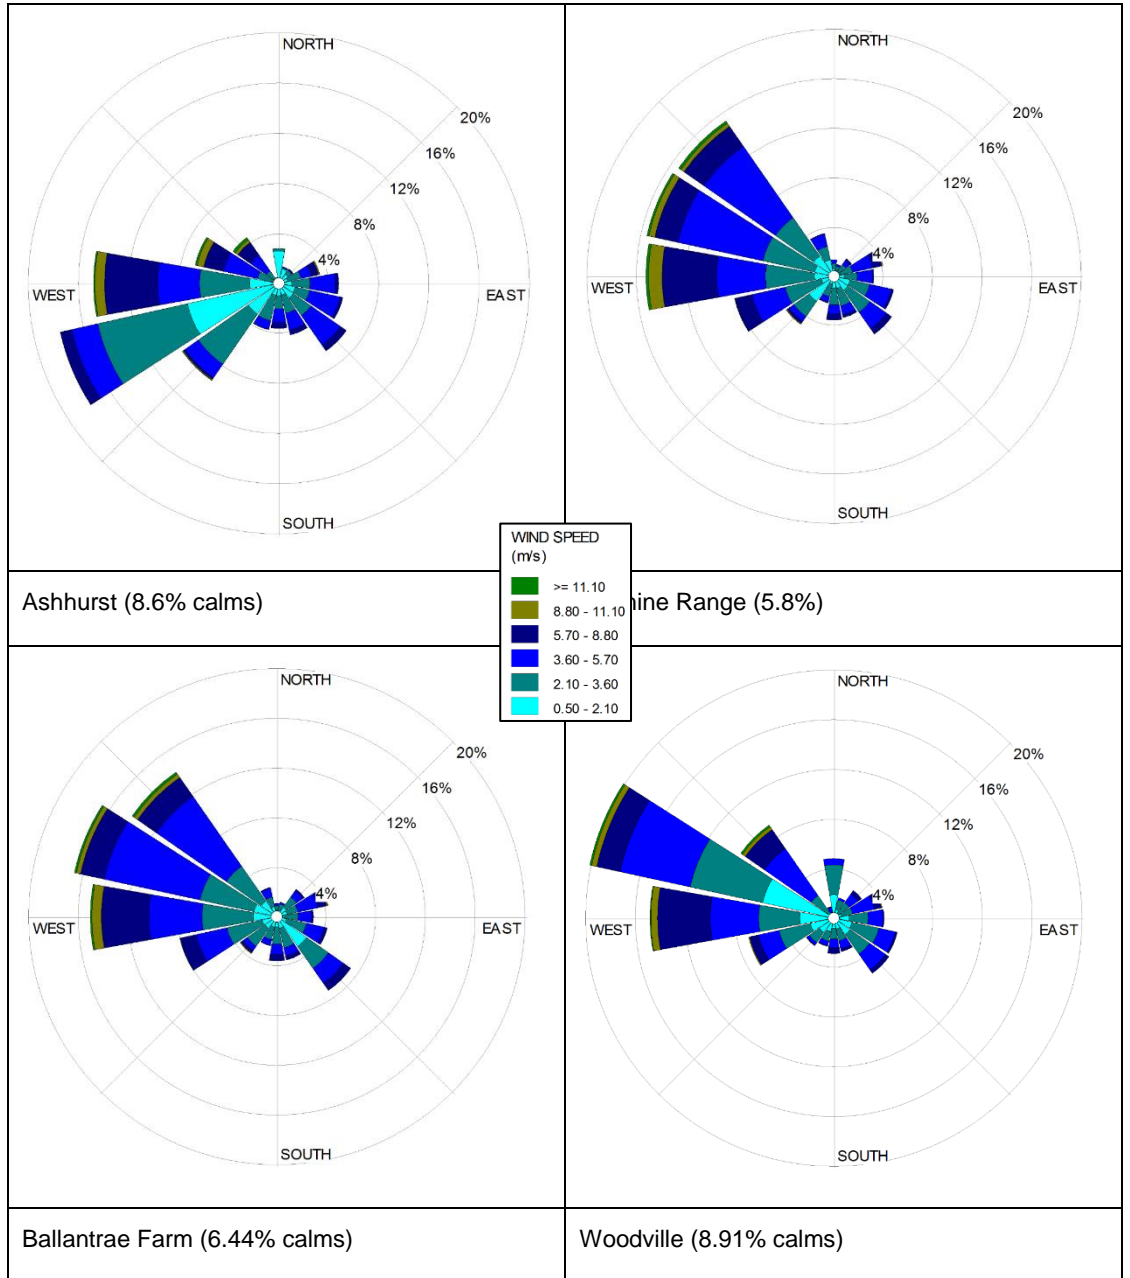 NORTH
20%
16%
12%
8%
4%
WEST
EAST
SOUTH
NORTH
20%
16%
12%
8%
4%
WEST
EAST
SOUTH
WIND SPEED
(m/s)
>= 11.10
8.80 - 11.10
5.70 - 8.80
3.60 - 5.70
2.10 - 3.60
0.50 - 2.10
Ashhurst (8.6% calms)
Range (5.8%)
NORTH
20%
16%
12%
8%
4%
WEST
EAST
SOUTH
NORTH
20%
16%
12%
8%
4%
WEST
EAST
SOUTH
Ballantrae Farm (6.44% calms)
Woodville (8.91% calms)